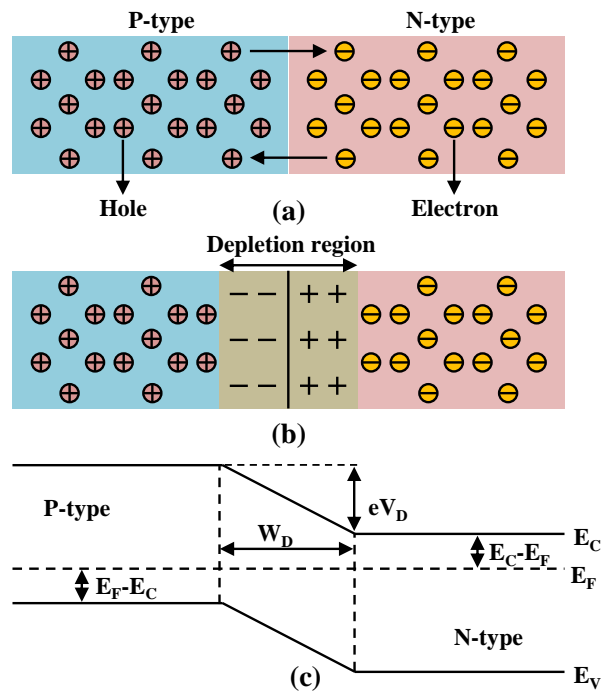 P-type N-type
Hole Electron
(a)
Depletion region
− − + +
− − + +
− − + +
(b)
P-type
eV_D
W_D
E_C
E_C-E_F
E_F
E_F-E_C
N-type
(c)
E_V